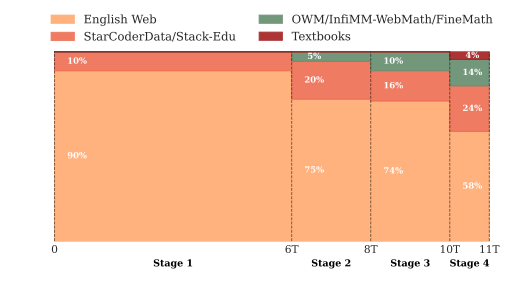 English Web
OWM/InfiMM-WebMath/FineMath
StarCoderData/Stack-Edu
Textbooks
10%
5%
10%
4%
14%
20%
16%
24%
90%
75%
74%
58%
0
6T
8T
10T
11T
Stage 1
Stage 2
Stage 3
Stage 4